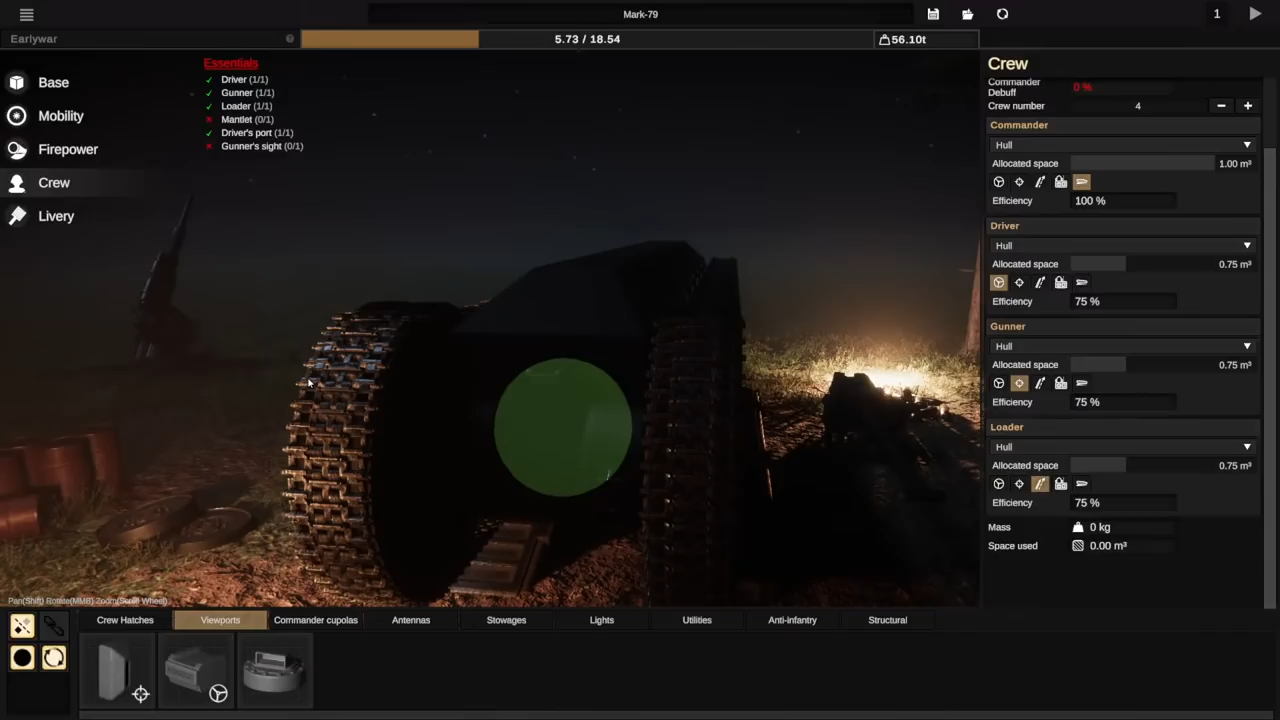 Mark-79
1
Earlywar
5.73 / 18.54
56.10t
Base
Mobility
Firepower
Crew
Livery
Essentials
Driver (1/1)
Gunner (1/1)
Loader (1/1)
Mantlet (0/1)
Driver's port (1/1)
Gunner's sight (0/1)
Crew
Commander Debuff
0 %
Crew number
4
Commander
Hull
Allocated space
1.00 m³
Efficiency
100 %
Driver
Hull
Allocated space
0.75 m³
Efficiency
75 %
Gunner
Hull
Allocated space
0.75 m³
Efficiency
75 %
Loader
Hull
Allocated space
0.75 m³
Efficiency
75 %
Mass
0 kg
Space used
0.00 m³
Pan(Shift) Rotate(MMB) Zoom(Scroll Wheel)
Crew Hatches
Viewports
Commander cupolas
Antennas
Stowages
Lights
Utilities
Anti-infantry
Structural